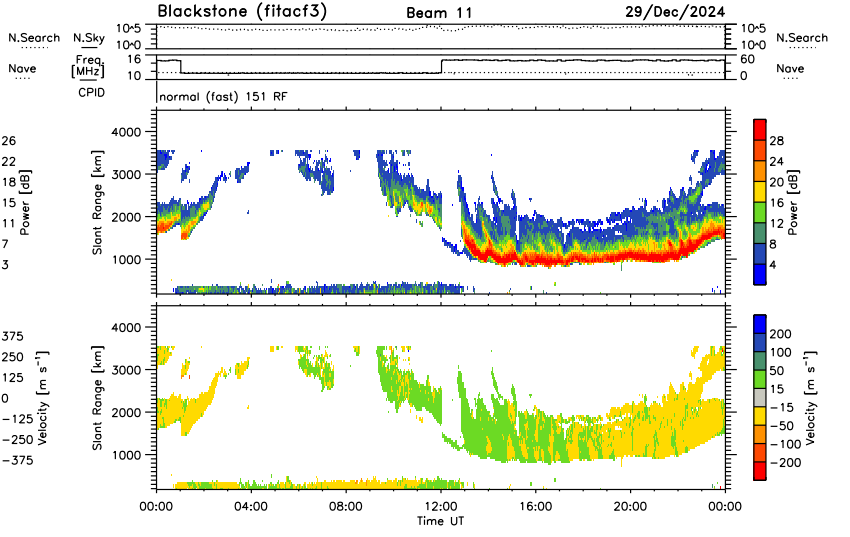 Blackstone (fitacf3) Beam 11 29/Dec/2024
N.Search N.Sky 10^5 10^0 10^5 10^0 N.Search
Nave Freq. [MHz] 16 10 60 0 Nave
CPID normal (fast) 151 RF
26 22 18 15 11 7 3 Power [dB]
Slant Range [km] 4000 3000 2000 1000
28 24 20 16 12 8 4 Power [dB]
375 250 125 0 −125 −250 −375 Velocity [m s⁻¹]
Slant Range [km] 4000 3000 2000 1000
200 100 50 15 −15 −50 −100 −200 Velocity [m s⁻¹]
00:00 04:00 08:00 12:00 16:00 20:00 00:00
Time UT